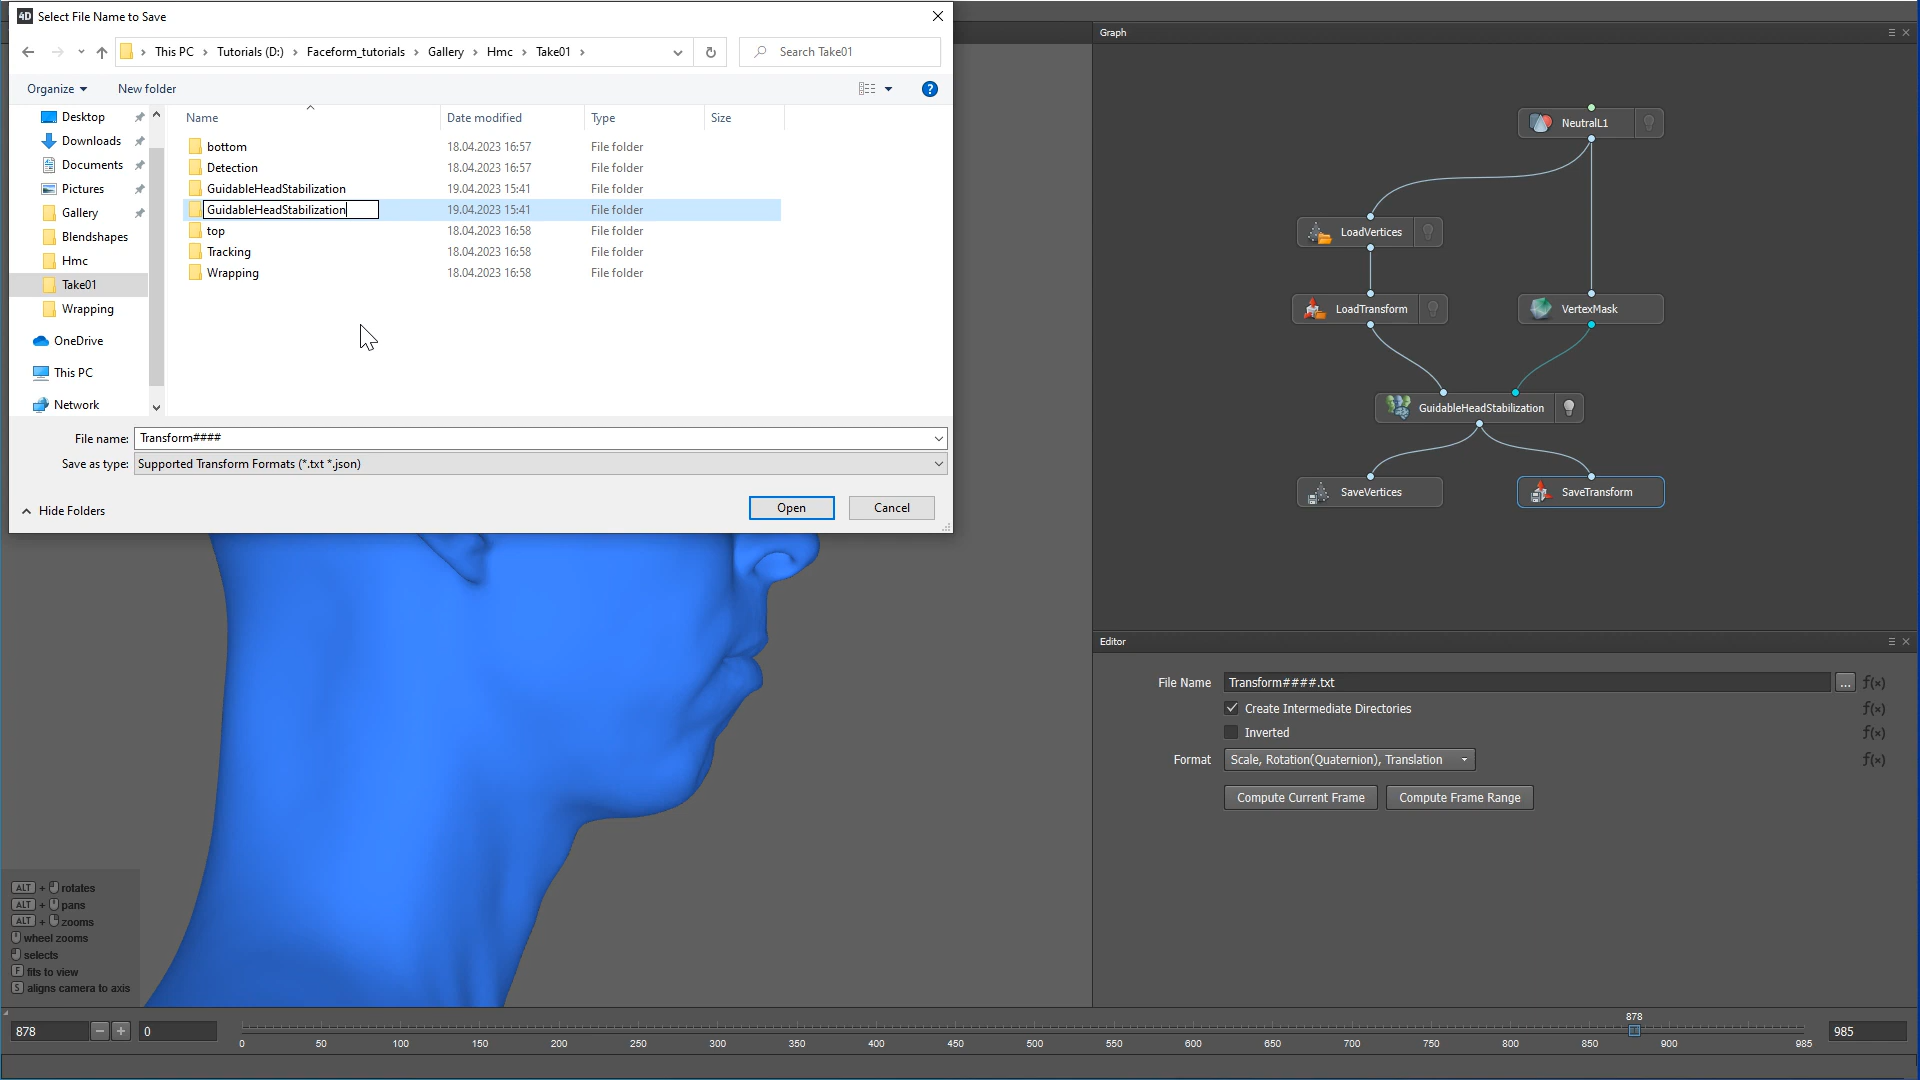 Select File Name to Save
This PC > Tutorials (D:) > Faceform_tutorials > Gallery > Hmc > Take01 >
Search Take01
Organize
New folder
Desktop
Downloads
Documents
Pictures
Gallery
Blendshapes
Hmc
Take01
Wrapping
OneDrive
This PC
Network
Name Date modified Type Size
bottom 18.04.2023 16:57 File folder
Detection 18.04.2023 16:57 File folder
GuidableHeadStabilization 19.04.2023 15:41 File folder
GuidableHeadStabilization 19.04.2023 15:41 File folder
top 18.04.2023 16:58 File folder
Tracking 18.04.2023 16:58 File folder
Wrapping 18.04.2023 16:58 File folder
File name: Transform####
Save as type: Supported Transform Formats (*.txt *.json)
Hide Folders
Open
Cancel
Graph
NeutralL1
LoadVertices
LoadTransform
VertexMask
GuidableHeadStabilization
SaveVertices
SaveTransform
Editor
File Name Transform####.txt ... f(×)
Create Intermediate Directories f(×)
Inverted f(×)
Format Scale, Rotation(Quaternion), Translation f(×)
Compute Current Frame
Compute Frame Range
ALT + rotates
ALT + pans
ALT + zooms
wheel zooms
selects
F fits to view
S aligns camera to axis
878 − + 0
878
985
0 50 100 150 200 250 300 350 400 450 500 550 600 650 700 750 800 850 900 985